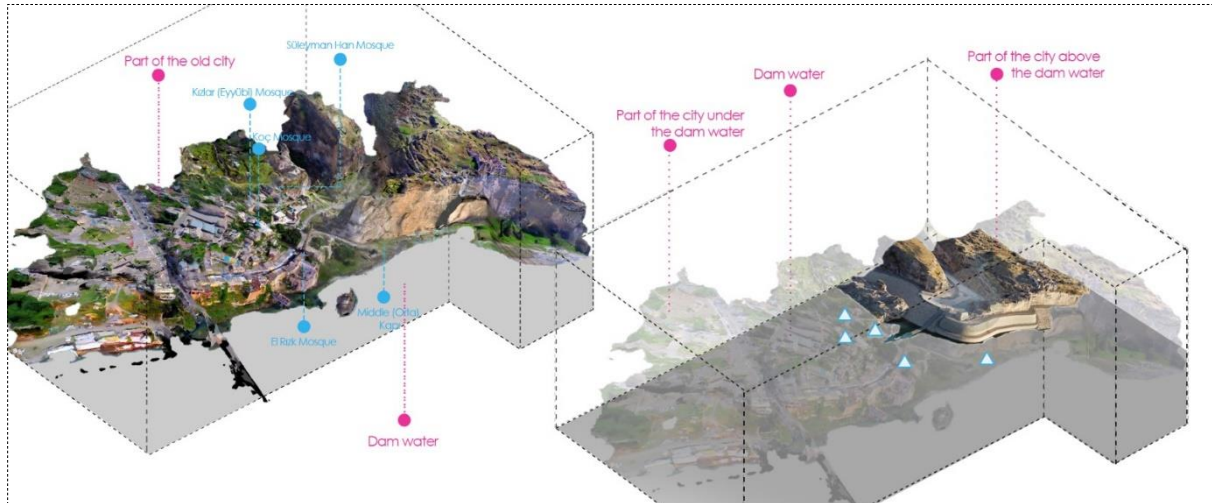 Süleyman Han Mosque
Part of the old city
Kızlar (Eyyübi) Mosque
Koç Mosque
Middle (Orta)
Kapı
El Rızk Mosque
Dam water
Part of the city above
the dam water
Dam water
Part of the city under
the dam water